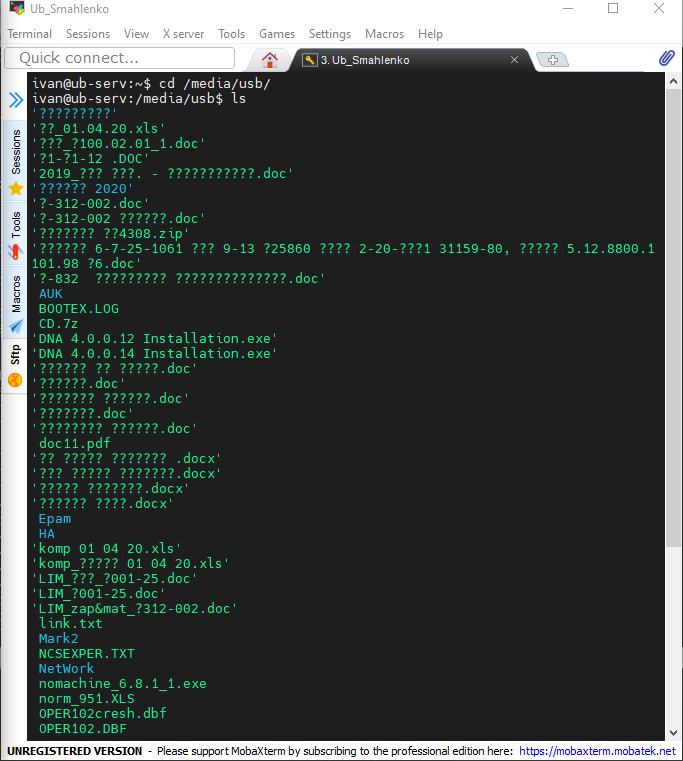 Ub_Smahlenko
Terminal Sessions View X server Tools Games Settings Macros Help
Quick connect...
3. Ub_Smahlenko
Sessions
Tools
Macros
Sftp
ivan@ub-serv:~$ cd /media/usb/
ivan@ub-serv:/media/usb$ ls
'?????????'
'??_01.04.20.xls'
'???_?100.02.01_1.doc'
'?1-?1-12 .DOC'
'2019_??? ???. - ???????????.doc'
'?????? 2020'
'?-312-002.doc'
'?-312-002 ??????.doc'
'??????? ??4308.zip'
'?????? 6-7-25-1061 ??? 9-13 ?25860 ???? 2-20-???1 31159-80, ????? 5.12.8800.1
101.98 ?6.doc'
'?-832  ????????? ??????????????.doc'
AUK
BOOTEX.LOG
CD.7z
'DNA 4.0.0.12 Installation.exe'
'DNA 4.0.0.14 Installation.exe'
'?????? ?? ?????.doc'
'??????.doc'
'??????? ??????.doc'
'???????.doc'
'???????? ??????.doc'
doc11.pdf
'?? ????? ??????? .docx'
'??? ????? ???????.docx'
'????? ???????.docx'
'?????? ????.docx'
Epam
HA
'komp 01 04 20.xls'
'komp_????? 01 04 20.xls'
'LIM_???_?001-25.doc'
'LIM_?001-25.doc'
'LIM_zap&mat_?312-002.doc'
link.txt
Mark2
NCSEXPER.TXT
NetWork
nomachine_6.8.1_1.exe
norm_951.XLS
OPER102cresh.dbf
OPER102.DBF
UNREGISTERED VERSION - Please support MobaXterm by subscribing to the professional edition here: https://mobaxterm.mobatek.net